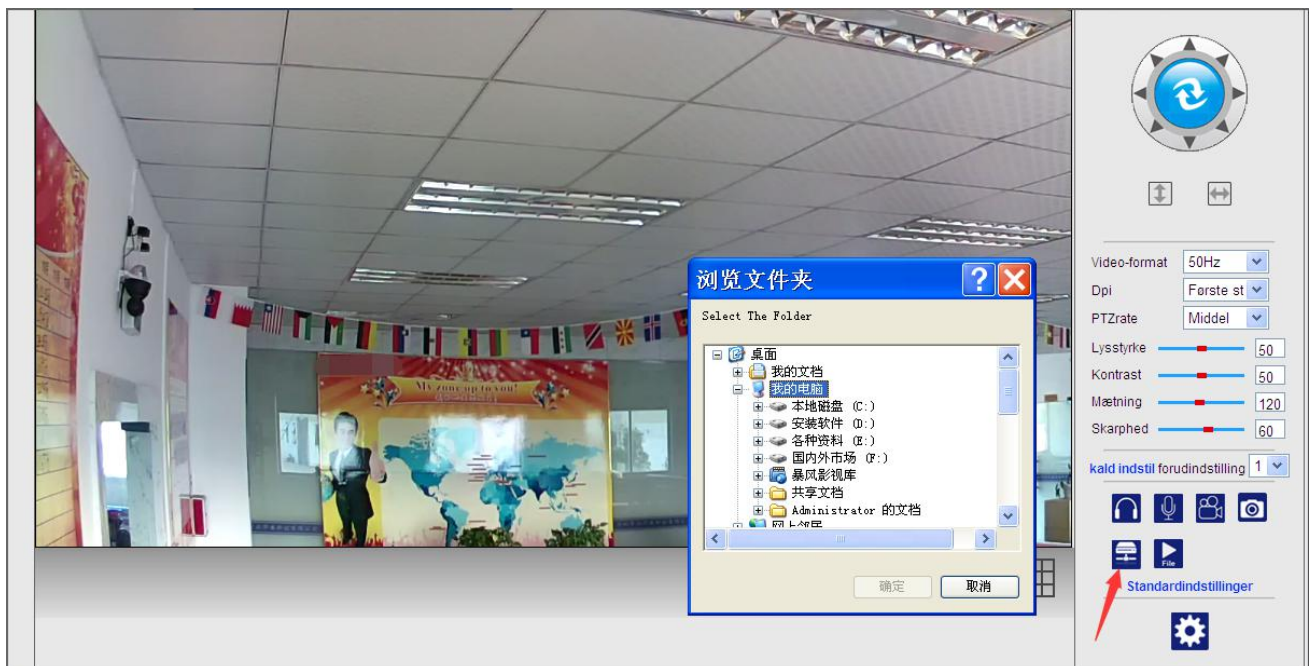 My zone up to you!
浏览文件夹
Select The Folder
桌面
我的文档
我的电脑
本地磁盘 (C:)
安装软件 (D:)
各种资料 (E:)
国内外市场 (F:)
暴风影视库
共享文档
Administrator 的文档
网上邻居
确定
取消
Video-format 50Hz
Dpi Første st
PTZrate Middel
Lysstyrke 50
Kontrast 50
Mætning 120
Skarphed 60
kald indstil forudindstilling 1
File
Standardindstillinger